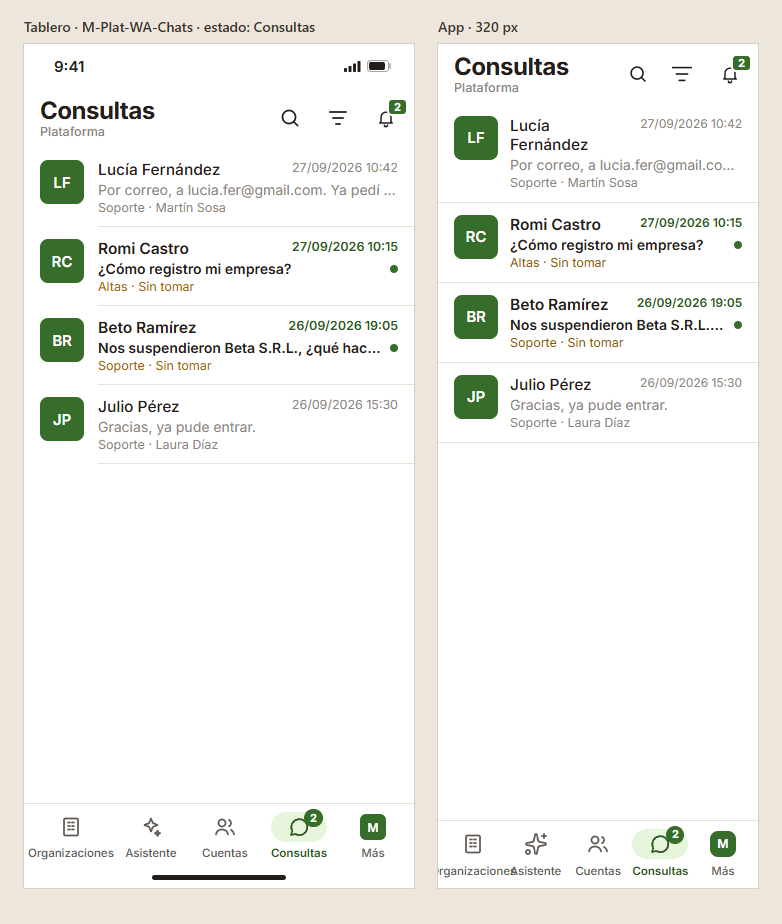 Tablero · M-Plat-WA-Chats · estado: Consultas
9:41
Consultas
Plataforma
2
LF
Lucía Fernández
27/09/2026 10:42
Por correo, a lucia.fer@gmail.com. Ya pedí ...
Soporte · Martín Sosa
RC
Romi Castro
27/09/2026 10:15
¿Cómo registro mi empresa?
Altas · Sin tomar
BR
Beto Ramírez
26/09/2026 19:05
Nos suspendieron Beta S.R.L., ¿qué hac...
Soporte · Sin tomar
JP
Julio Pérez
26/09/2026 15:30
Gracias, ya pude entrar.
Soporte · Laura Díaz
2
M
Organizaciones
Asistente
Cuentas
Consultas
Más
App · 320 px
Consultas
Plataforma
2
LF
Lucía
Fernández
27/09/2026 10:42
Por correo, a lucia.fer@gmail.co...
Soporte · Martín Sosa
RC
Romi Castro
27/09/2026 10:15
¿Cómo registro mi empresa?
Altas · Sin tomar
BR
Beto Ramírez
26/09/2026 19:05
Nos suspendieron Beta S.R.L....
Soporte · Sin tomar
JP
Julio Pérez
26/09/2026 15:30
Gracias, ya pude entrar.
Soporte · Laura Díaz
2
M
rganizaciones
Asistente
Cuentas
Consultas
Más